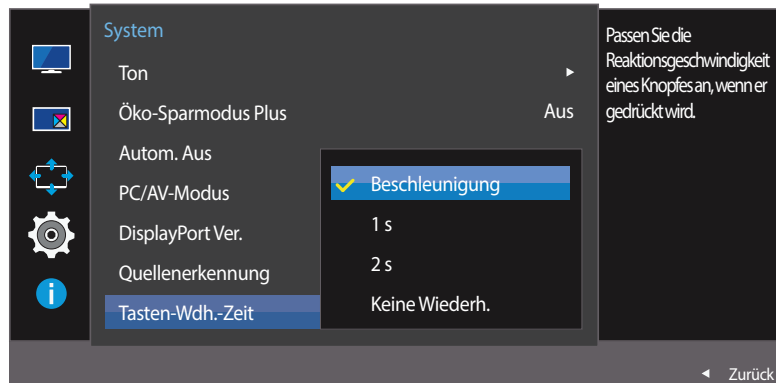 System
Ton
Öko-Sparmodus Plus
Aus
Autom. Aus
PC/AV-Modus
DisplayPort Ver.
Quellenerkennung
Tasten-Wdh.-Zeit
Beschleunigung
1 s
2 s
Keine Wiederh.
Passen Sie die
Reaktionsgeschwindigkeit
eines Knopfes an, wenn er
gedrückt wird.
Zurück